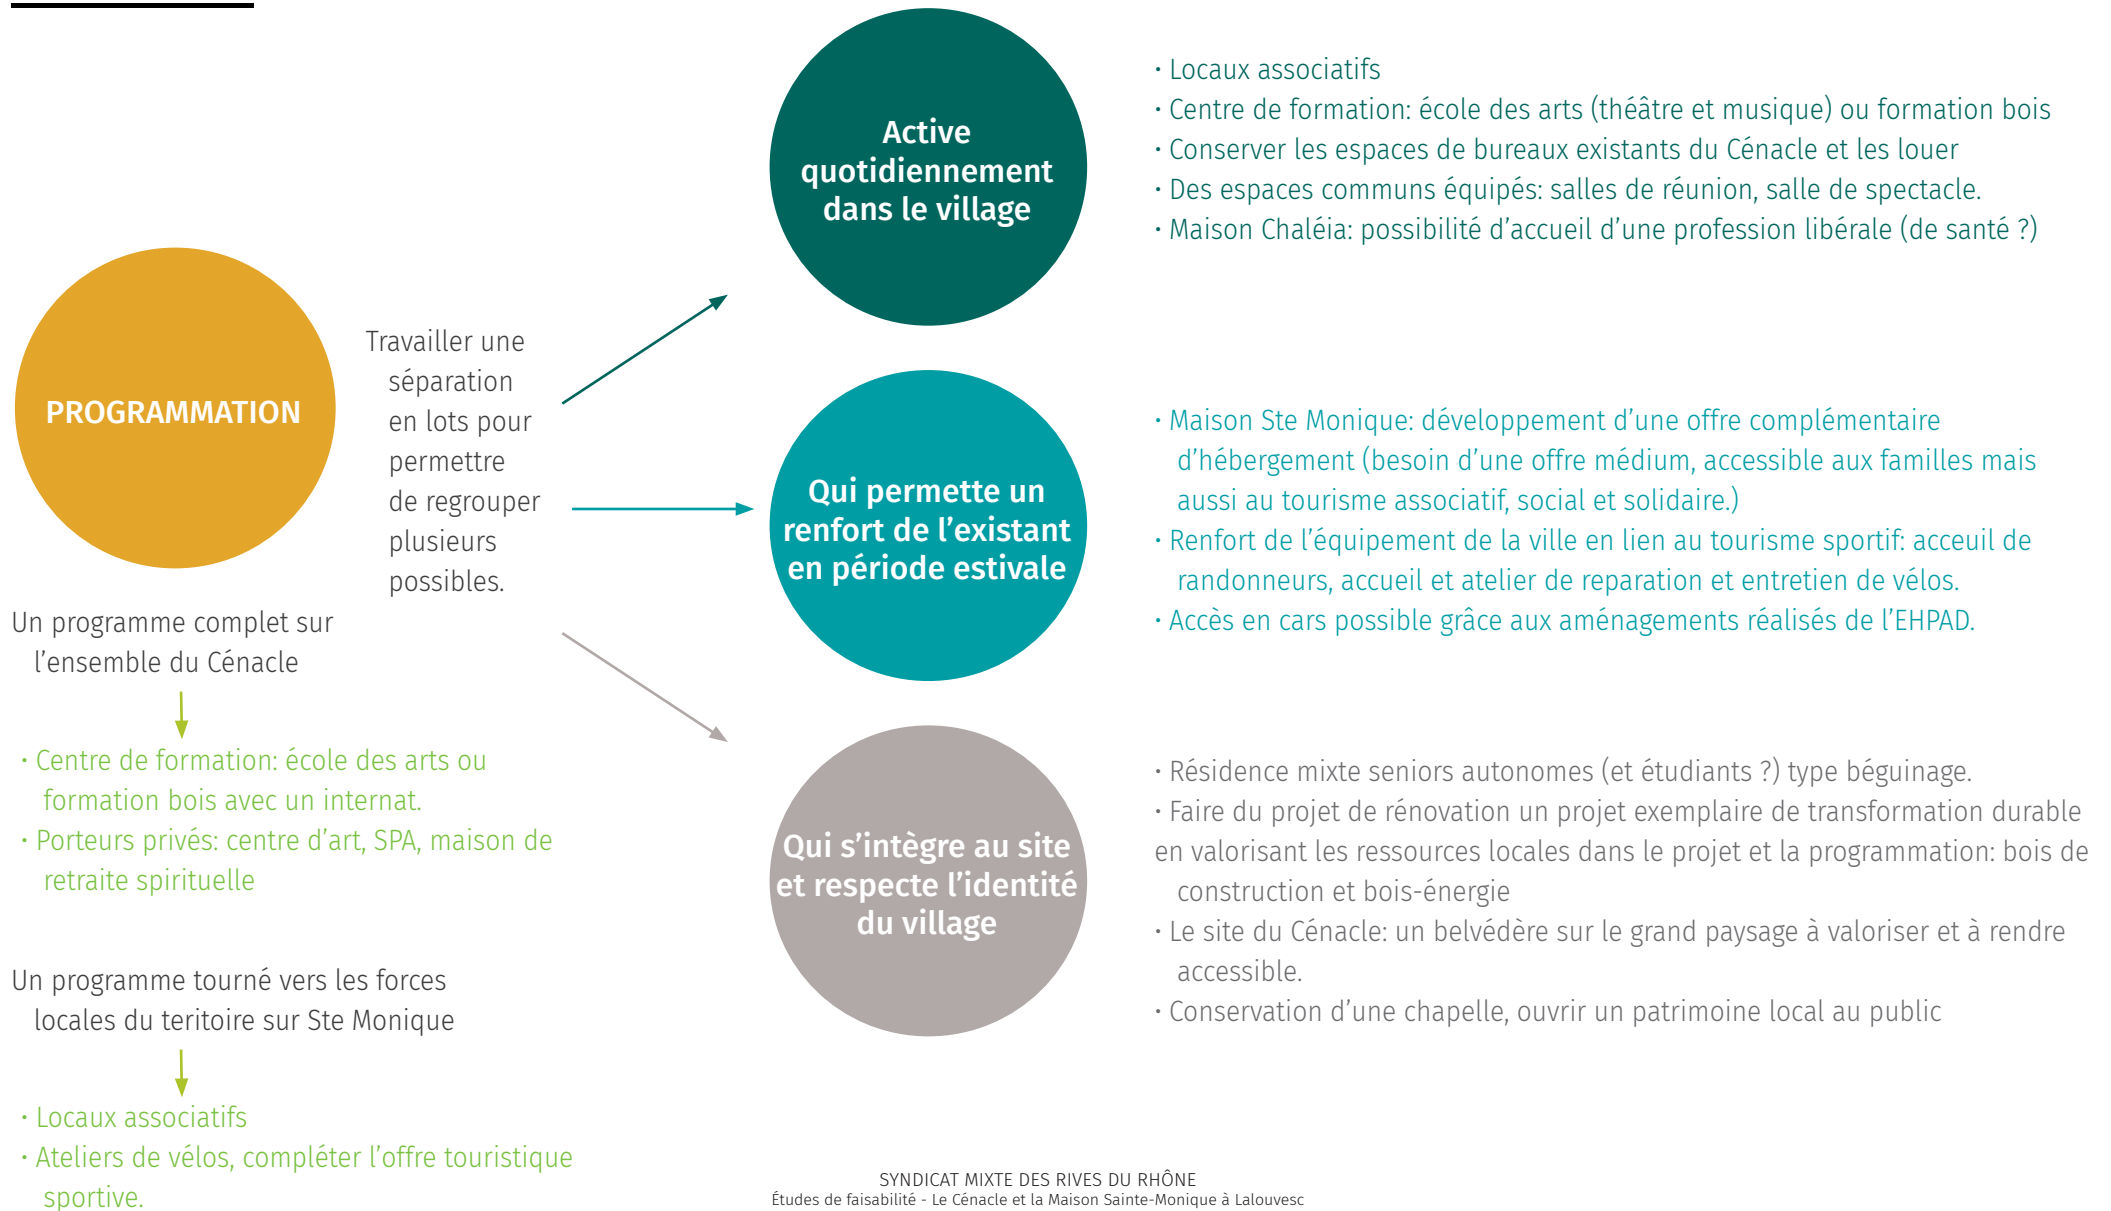 PROGRAMMATION
Un programme complet sur
l'ensemble du Cénacle
· Centre de formation: école des arts ou
formation bois avec un internat.
· Porteurs privés: centre d'art, SPA, maison de
retraite spirituelle
Un programme tourné vers les forces
locales du teritoire sur Ste Monique
· Locaux associatifs
· Ateliers de vélos, compléter l'offre touristique
sportive.
Travailler une
séparation
en lots pour
permettre
de regrouper
plusieurs
possibles.
Active
quotidiennement
dans le village
· Locaux associatifs
· Centre de formation: école des arts (théâtre et musique) ou formation bois
· Conserver les espaces de bureaux existants du Cénacle et les louer
· Des espaces communs équipés: salles de réunion, salle de spectacle.
· Maison Chaléia: possibilité d'accueil d'une profession libérale (de santé ?)
Qui permette un
renfort de l'existant
en période estivale
· Maison Ste Monique: développement d'une offre complémentaire
d'hébergement (besoin d'une offre médium, accessible aux familles mais
aussi au tourisme associatif, social et solidaire.)
· Renfort de l'équipement de la ville en lien au tourisme sportif: acceuil de
randonneurs, accueil et atelier de reparation et entretien de vélos.
· Accès en cars possible grâce aux aménagements réalisés de l'EHPAD.
Qui s'intègre au site
et respecte l'identité
du village
· Résidence mixte seniors autonomes (et étudiants ?) type béguinage.
· Faire du projet de rénovation un projet exemplaire de transformation durable
en valorisant les ressources locales dans le projet et la programmation: bois de
construction et bois-énergie
· Le site du Cénacle: un belvédère sur le grand paysage à valoriser et à rendre
accessible.
· Conservation d'une chapelle, ouvrir un patrimoine local au public
SYNDICAT MIXTE DES RIVES DU RHÔNE
Études de faisabilité - Le Cénacle et la Maison Sainte-Monique à Lalouvesc